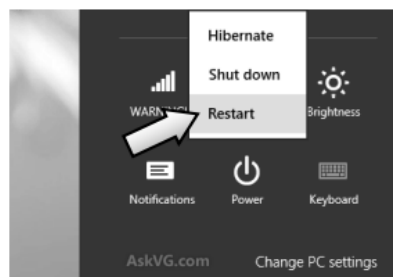 Hibernate
Shut down
Restart
Brightness
Notifications
Power
Keyboard
AskVG.com
Change PC settings